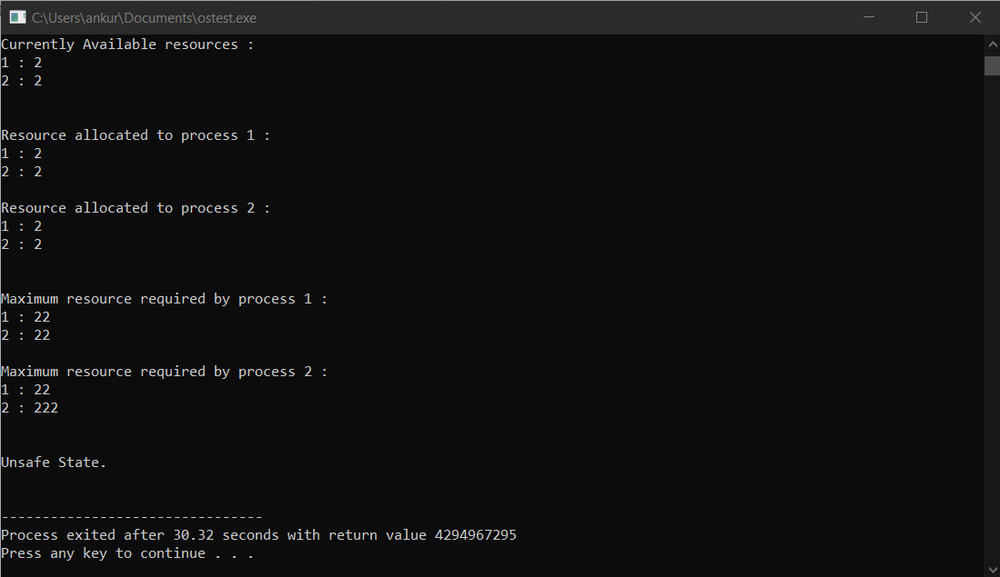 C:\Users\ankur\Documents\ostest.exe
Currently Available resources :
1 : 2
2 : 2
Resource allocated to process 1 :
1 : 2
2 : 2
Resource allocated to process 2 :
1 : 2
2 : 2
Maximum resource required by process 1 :
1 : 22
2 : 22
Maximum resource required by process 2 :
1 : 22
2 : 222
Unsafe State.
--------------------------------
Process exited after 30.32 seconds with return value 4294967295
Press any key to continue . . .